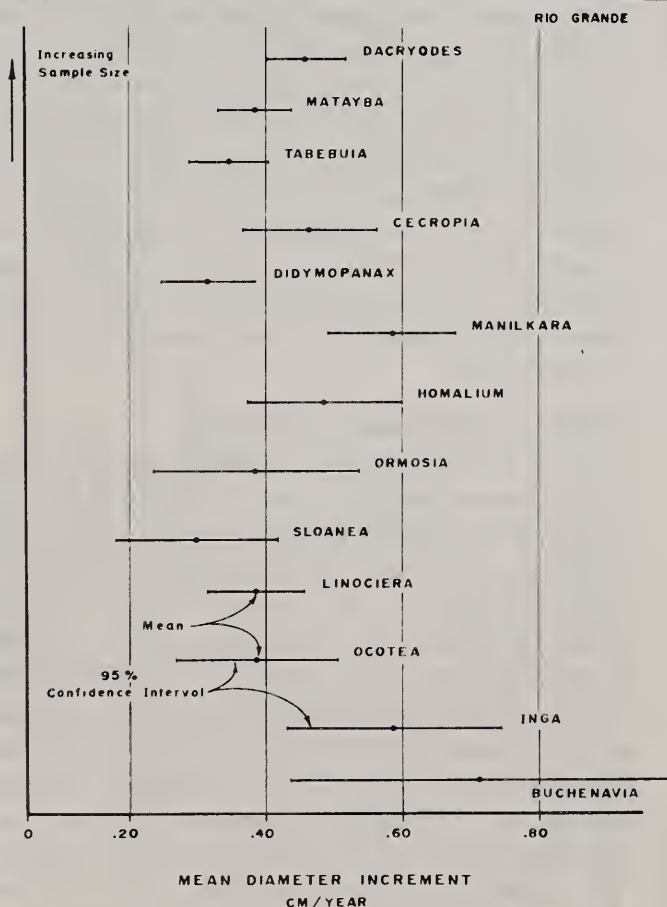 RIO GRANDE
Increasing
Sample Size
DACRYODES
MATAYBA
TABEBUIA
CECROPIA
DIDYMOPANAX
MANILKARA
HOMALIUM
ORMOSIA
SLOANEA
LINOCIERA
Mean
OCOTEA
95 %
Confidence Interval
INGA
BUCHENAVIA
0 .20 .40 .60 .80
MEAN DIAMETER INCREMENT
CM/YEAR